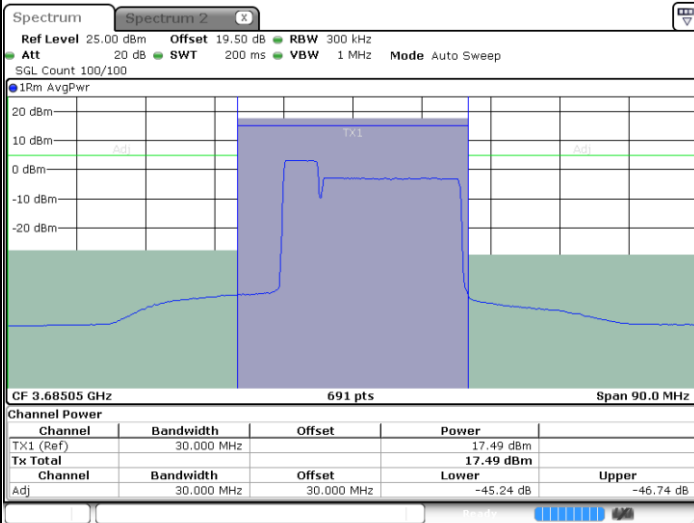 Spectrum Spectrum 2 X
Ref Level 25.00 dBm Offset 19.50 dB RBW 300 kHz
Att 20 dB SWT 200 ms VBW 1 MHz Mode Auto Sweep
SGL Count 100/100
1Rm AvgPwr
20 dBm
TX1
10 dBm
Adj Adj
0 dBm
-10 dBm
-20 dBm
CF 3.68505 GHz 691 pts Span 90.0 MHz
Channel Power
Channel Bandwidth Offset Power
TX1 (Ref) 30.000 MHz 17.49 dBm
Tx Total 17.49 dBm
Channel Bandwidth Offset Lower Upper
Adj 30.000 MHz 30.000 MHz -45.24 dB -46.74 dB
Ready